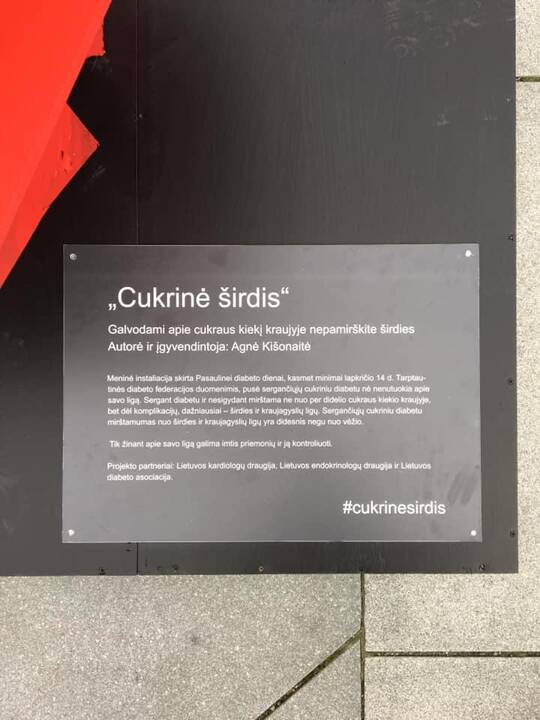 „Cukrinė širdis“
Galvodami apie cukraus kiekį kraujyje nepamirškite širdies
Autorė ir įgyvendintoja: Agnė Kišonaitė
Meninė instaliacija skirta Pasaulinei diabeto dienai, kasmet minimai lapkričio 14 d. Tarptau-
tinės diabeto federacijos duomenimis, pusė sergančiųjų cukriniu diabetu nė nenutuokia apie
savo ligą. Sergant diabetu ir nesigydant mirštama ne nuo per didelio cukraus kiekio kraujyje,
bet dėl komplikacijų, dažniausiai – širdies ir kraujagyslių ligų. Sergančiųjų cukriniu diabetu
mirštamumas nuo širdies ir kraujagyslių ligų yra didesnis negu nuo vėžio.
Tik žinant apie savo ligą galima imtis priemonių ir ją kontroliuoti.
Projekto partneriai: Lietuvos kardiologų draugija, Lietuvos endokrinologų draugija ir Lietuvos
diabeto asociacija.
#cukrinesirdis